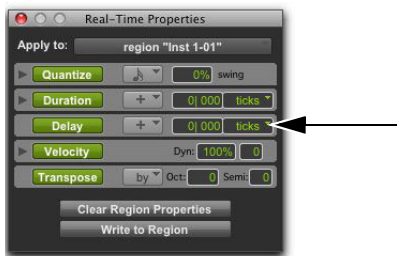 Real-Time Properties
Apply to: region "Inst 1-01"
Quantize 0% swing
Duration + 0| 000 ticks
Delay + 0| 000 ticks
Velocity Dyn: 100% 0
Transpose by Oct: 0 Semi: 0
Clear Region Properties
Write to Region